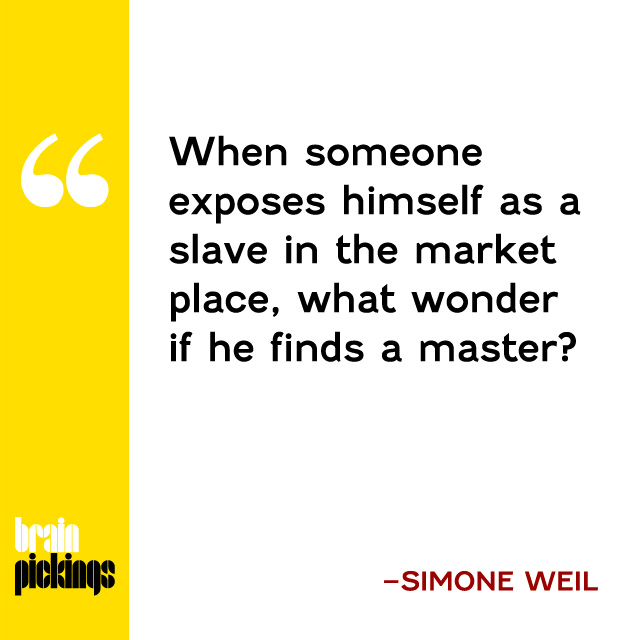 “
When someone
exposes himself as a
slave in the market
place, what wonder
if he finds a master?
brain
pickings
–SIMONE WEIL